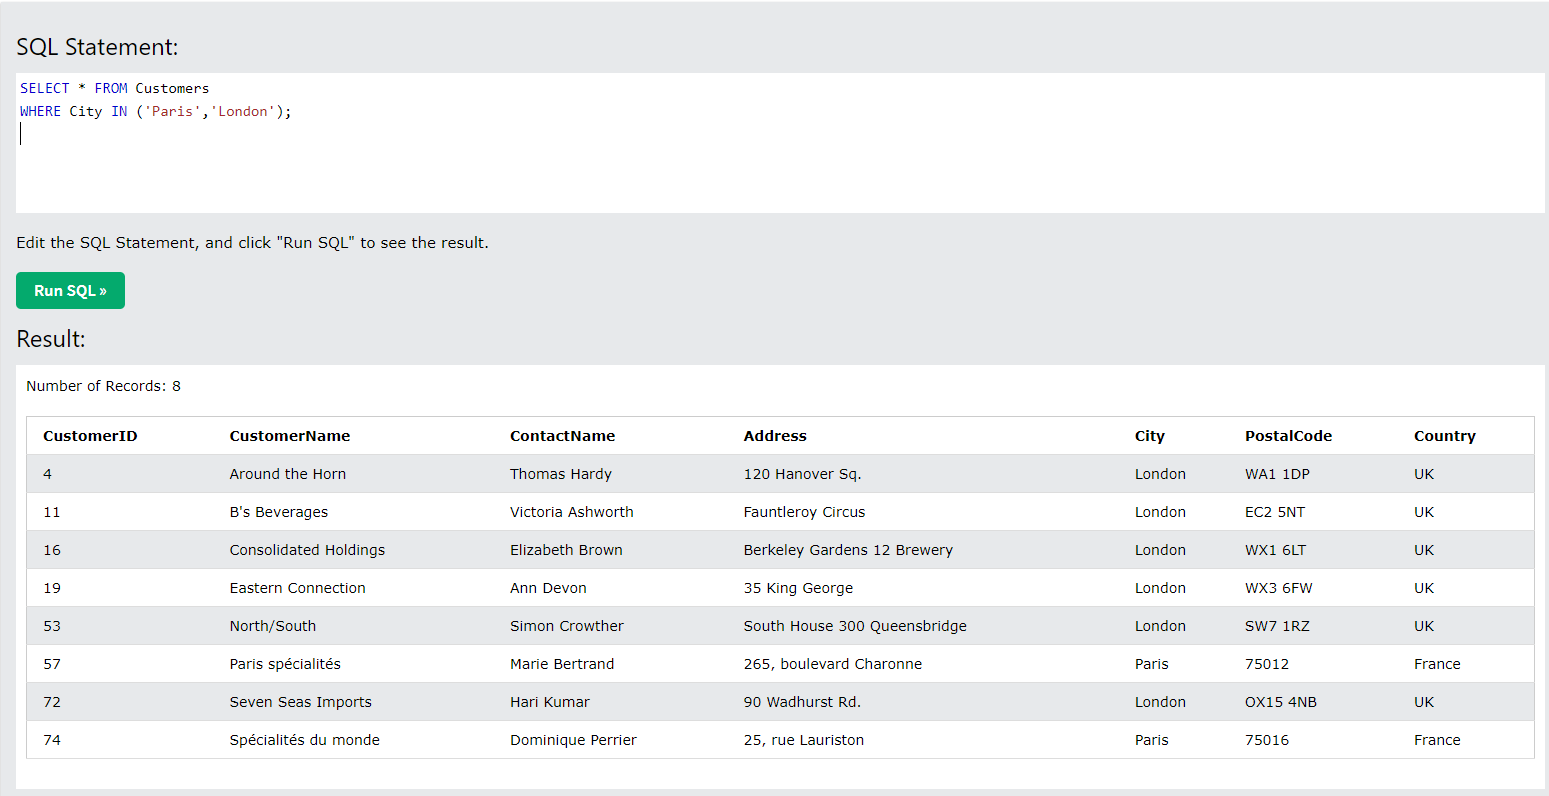 SQL Statement:
SELECT * FROM Customers
WHERE City IN ('Paris','London');
Edit the SQL Statement, and click "Run SQL" to see the result.
Run SQL »
Result:
Number of Records: 8
CustomerID CustomerName ContactName Address City PostalCode Country
4 Around the Horn Thomas Hardy 120 Hanover Sq. London WA1 1DP UK
11 B's Beverages Victoria Ashworth Fauntleroy Circus London EC2 5NT UK
16 Consolidated Holdings Elizabeth Brown Berkeley Gardens 12 Brewery London WX1 6LT UK
19 Eastern Connection Ann Devon 35 King George London WX3 6FW UK
53 North/South Simon Crowther South House 300 Queensbridge London SW7 1RZ UK
57 Paris spécialités Marie Bertrand 265, boulevard Charonne Paris 75012 France
72 Seven Seas Imports Hari Kumar 90 Wadhurst Rd. London OX15 4NB UK
74 Spécialités du monde Dominique Perrier 25, rue Lauriston Paris 75016 France